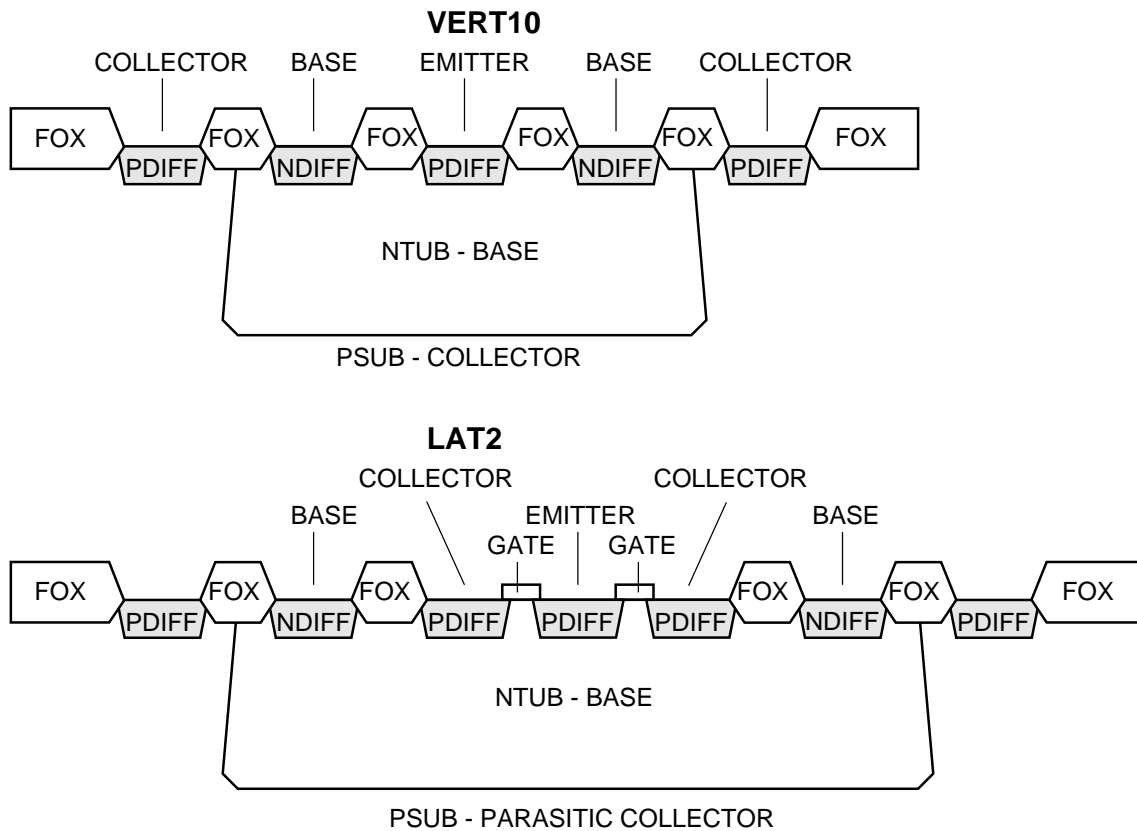 VERT10
COLLECTOR BASE EMITTER BASE COLLECTOR
FOX FOX FOX FOX FOX FOX
PDIFF NDIFF PDIFF NDIFF PDIFF
NTUB - BASE
PSUB - COLLECTOR
LAT2
COLLECTOR COLLECTOR
BASE EMITTER BASE
GATE GATE
FOX FOX FOX FOX FOX FOX
PDIFF NDIFF PDIFF PDIFF PDIFF NDIFF PDIFF
NTUB - BASE
PSUB - PARASITIC COLLECTOR